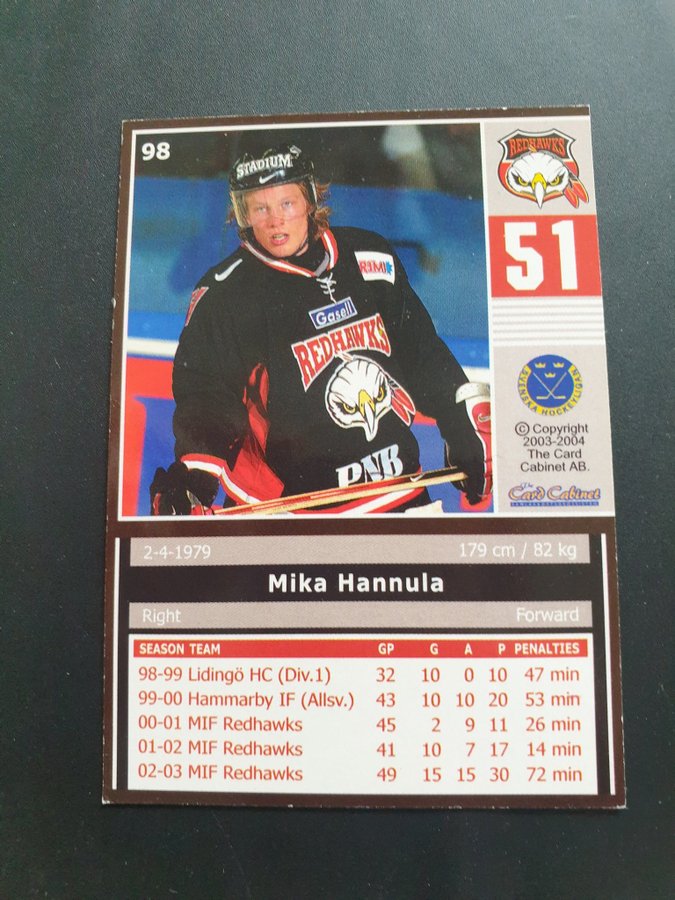 98
STADIUM
REDHAWKS
51
REMI
Gasell
REDHAWKS
PNB
SVENSKA HOCKEYLIGAN
© Copyright
2003-2004
The Card
Cabinet AB.
The
Card Cabinet
2-4-1979 179 cm / 82 kg
Mika Hannula
Right Forward
SEASON TEAM GP G A P PENALTIES
98-99 Lidingö HC (Div.1) 32 10 0 10 47 min
99-00 Hammarby IF (Allsv.) 43 10 10 20 53 min
00-01 MIF Redhawks 45 2 9 11 26 min
01-02 MIF Redhawks 41 10 7 17 14 min
02-03 MIF Redhawks 49 15 15 30 72 min